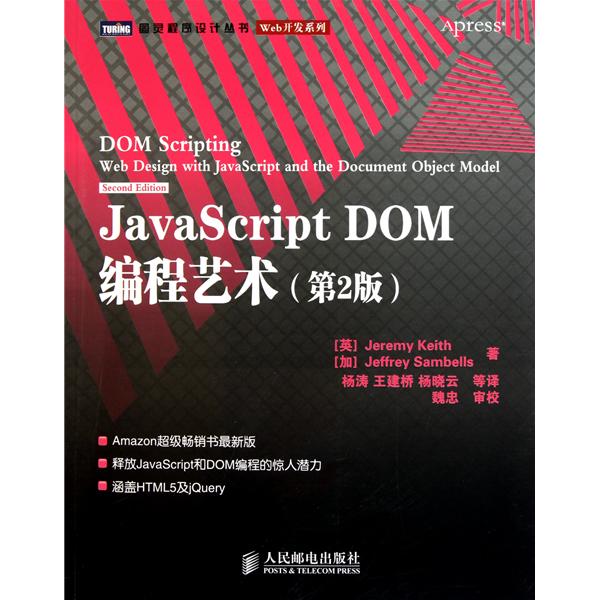 TURING 图灵程序设计丛书 Web开发系列
Apress®
DOM Scripting
Web Design with JavaScript and the Document Object Model
Second Edition
JavaScript DOM
编程艺术（第2版）
[英] Jeremy Keith
[加] Jeffrey Sambells 著
杨涛 王建桥 杨晓云 等译
魏忠 审校
Amazon超级畅销书最新版
释放JavaScript和DOM编程的惊人潜力
涵盖HTML5及jQuery
人民邮电出版社
POSTS & TELECOM PRESS